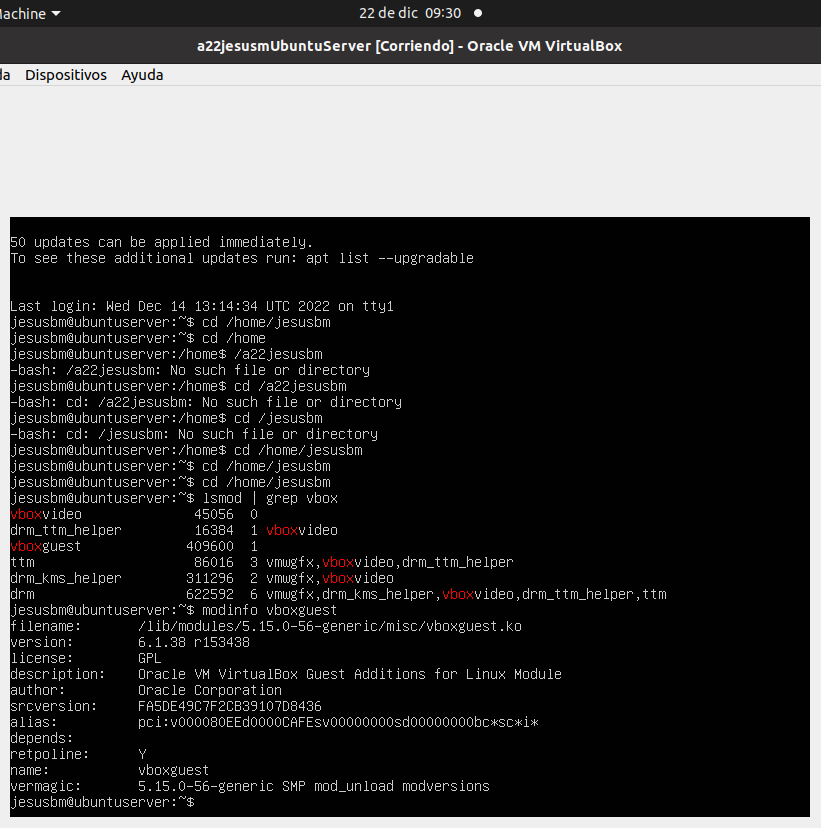 Machine
22 de dic 09:30
a22jesusmUbuntuServer [Corriendo] - Oracle VM VirtualBox
da Dispositivos Ayuda
50 updates can be applied immediately.
To see these additional updates run: apt list --upgradable
Last login: Wed Dec 14 13:14:34 UTC 2022 on tty1
jesusbm@ubuntuserver:~$ cd /home/jesusbm
jesusbm@ubuntuserver:~$ cd /home
jesusbm@ubuntuserver:/home$ /a22jesusbm
-bash: /a22jesusbm: No such file or directory
jesusbm@ubuntuserver:/home$ cd /a22jesusbm
-bash: cd: /a22jesusbm: No such file or directory
jesusbm@ubuntuserver:/home$ cd /jesusbm
-bash: cd: /jesusbm: No such file or directory
jesusbm@ubuntuserver:/home$ cd /home/jesusbm
jesusbm@ubuntuserver:~$ cd /home/jesusbm
jesusbm@ubuntuserver:~$ cd /home/jesusbm
jesusbm@ubuntuserver:~$ lsmod | grep vbox
vboxvideo 45056 0
drm_ttm_helper 16384 1 vboxvideo
vboxguest 409600 1
ttm 86016 3 vmwgfx,vboxvideo,drm_ttm_helper
drm_kms_helper 311296 2 vmwgfx,vboxvideo
drm 622592 6 vmwgfx,drm_kms_helper,vboxvideo,drm_ttm_helper,ttm
jesusbm@ubuntuserver:~$ modinfo vboxguest
filename: /lib/modules/5.15.0-56-generic/misc/vboxguest.ko
version: 6.1.38 r153438
license: GPL
description: Oracle VM VirtualBox Guest Additions for Linux Module
author: Oracle Corporation
srcversion: FA5DE49C7F2CB39107D8436
alias: pci:v000080EEd0000CAFEsv00000000sd00000000bc*sc*i*
depends:
retpoline: Y
name: vboxguest
vermagic: 5.15.0-56-generic SMP mod_unload modversions
jesusbm@ubuntuserver:~$